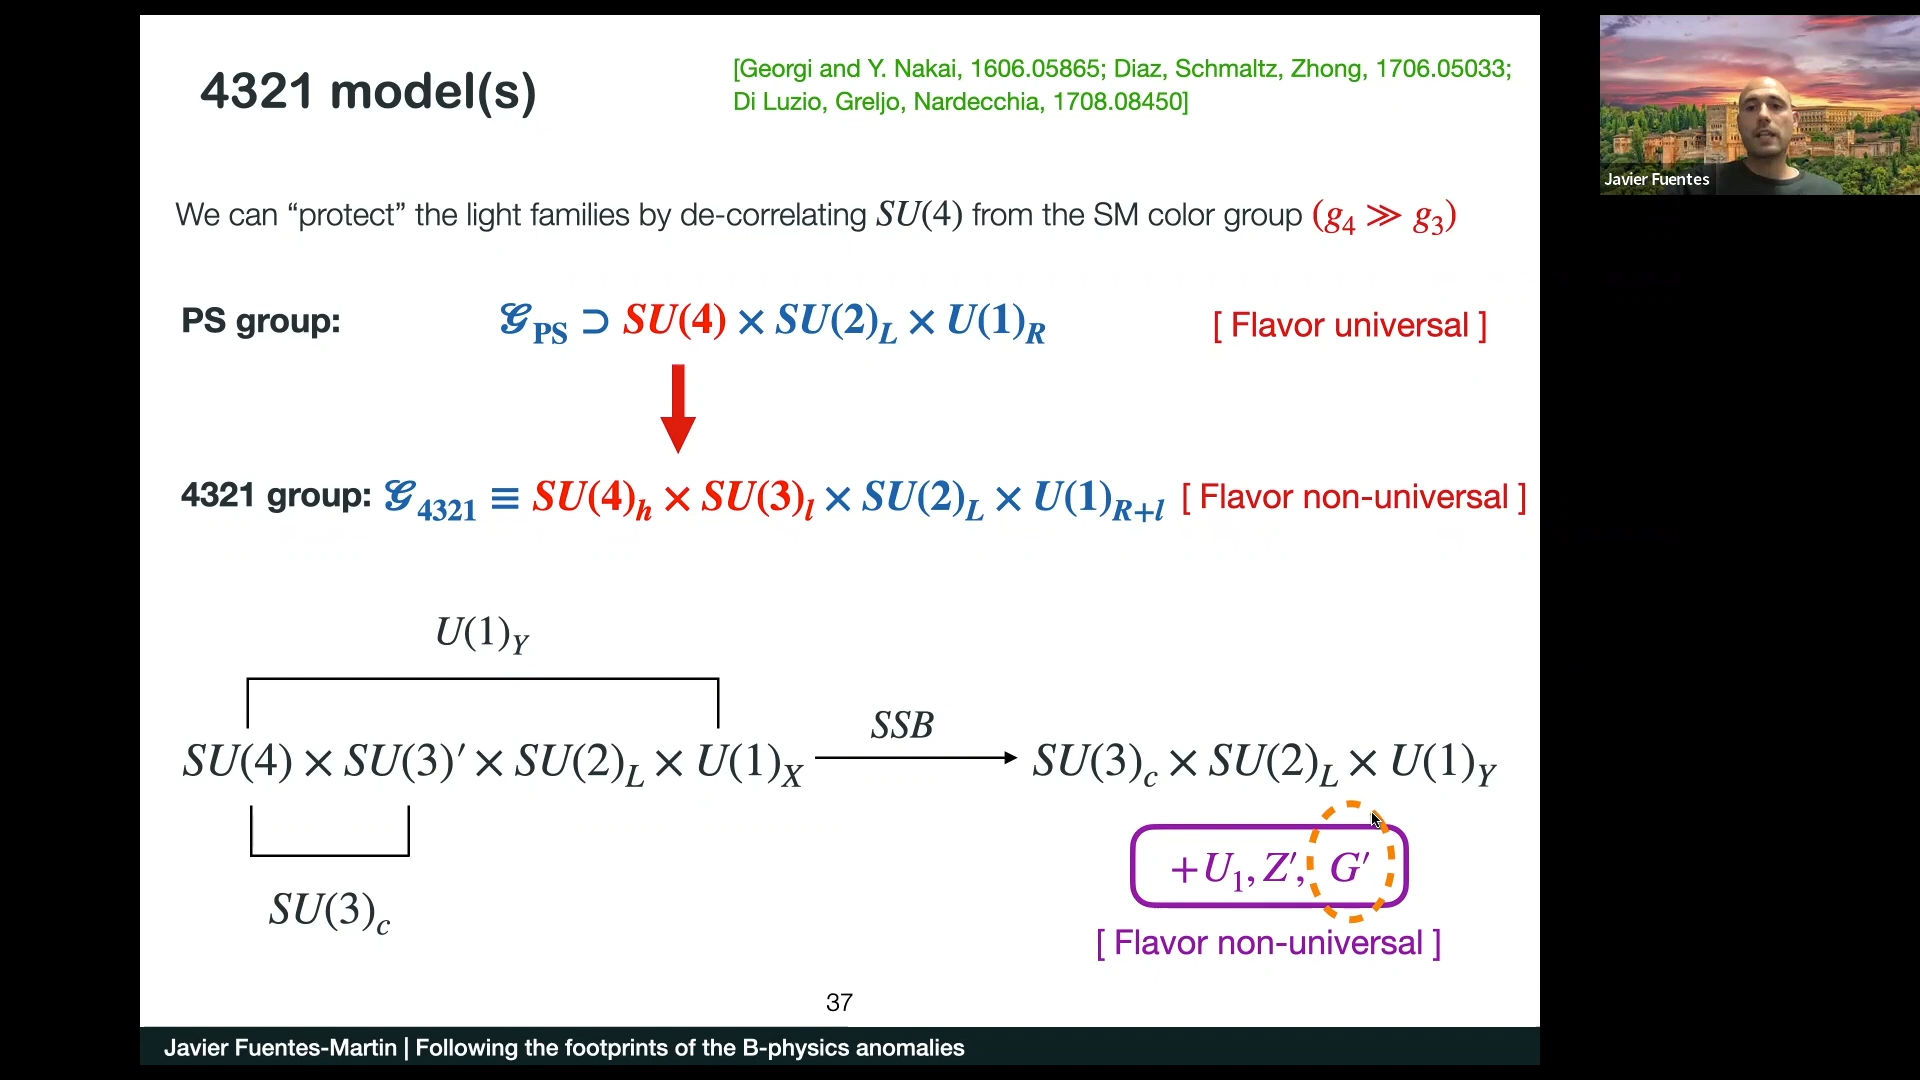 4321 model(s)
[Georgi and Y. Nakai, 1606.05865; Diaz, Schmaltz, Zhong, 1706.05033;
Di Luzio, Greljo, Nardecchia, 1708.08450]
Javier Fuentes
We can “protect” the light families by de-correlating SU(4) from the SM color group (g₄ ≫ g₃)
PS group: 𝒢_PS ⊃ SU(4) × SU(2)_L × U(1)_R [ Flavor universal ]
4321 group: 𝒢_4321 ≡ SU(4)_h × SU(3)_l × SU(2)_L × U(1)_{R+l} [ Flavor non-universal ]
U(1)_Y
SSB
SU(4) × SU(3)′ × SU(2)_L × U(1)_X SU(3)_c × SU(2)_L × U(1)_Y
+U₁, Z′, G′
SU(3)_c
[ Flavor non-universal ]
37
Javier Fuentes-Martin | Following the footprints of the B-physics anomalies